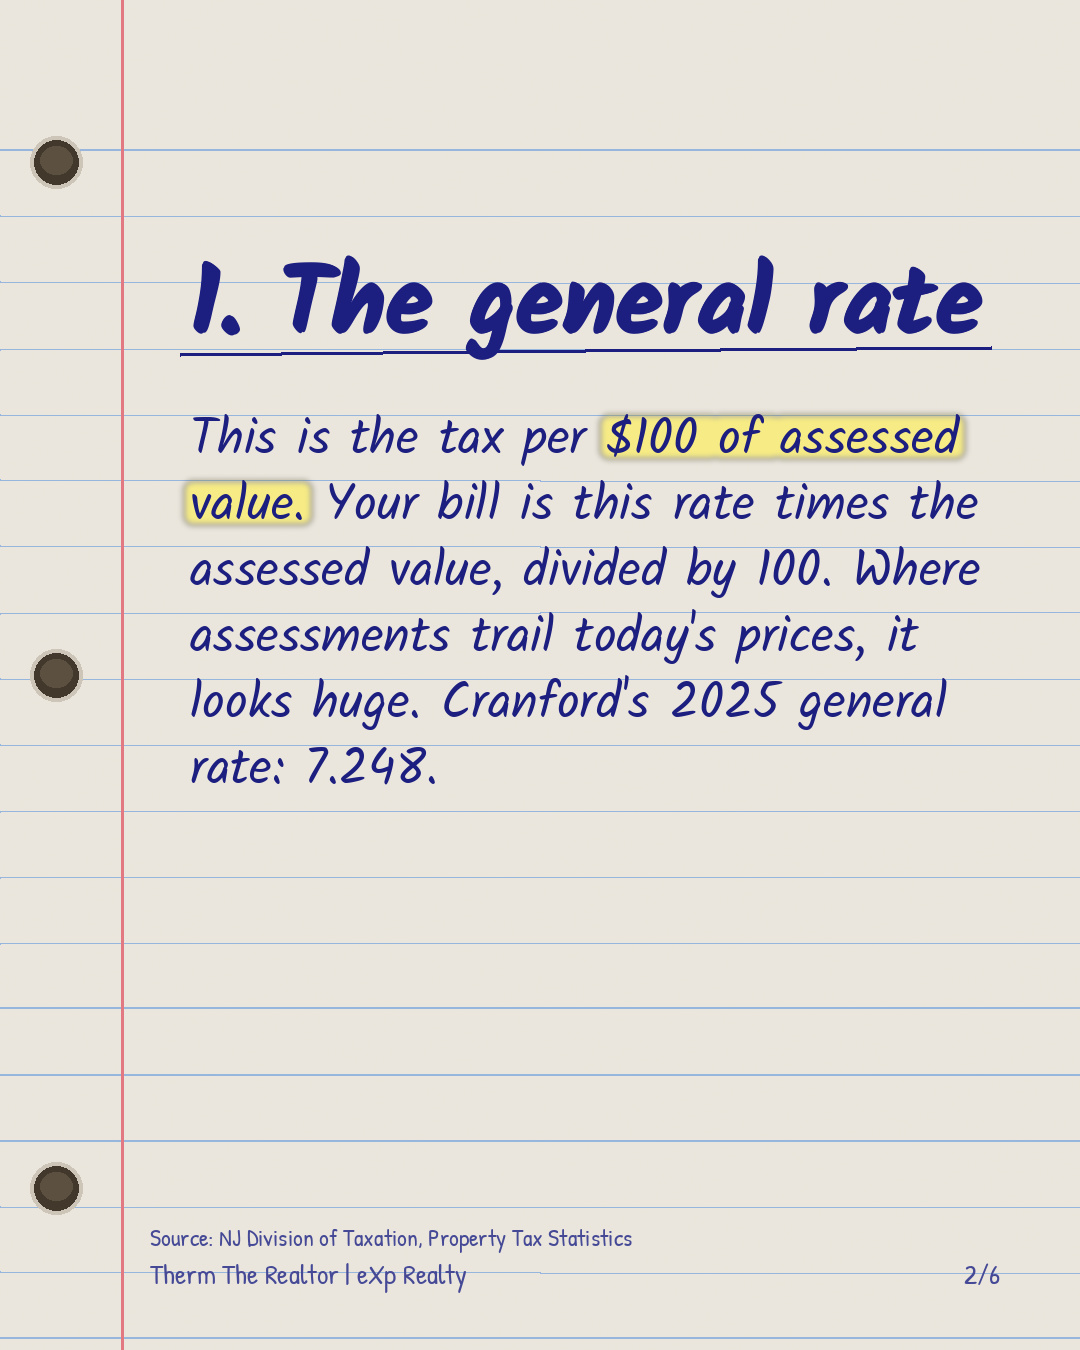 1. The general rate
This is the tax per $100 of assessed
value. Your bill is this rate times the
assessed value, divided by 100. Where
assessments trail today's prices, it
looks huge. Cranford's 2025 general
rate: 7.248.
Source: NJ Division of Taxation, Property Tax Statistics
Therm The Realtor | eXp Realty
2/6